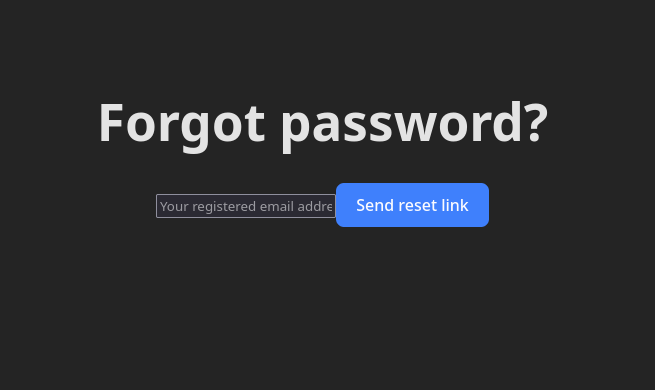 Forgot password?
Your registered email addre
Send reset link